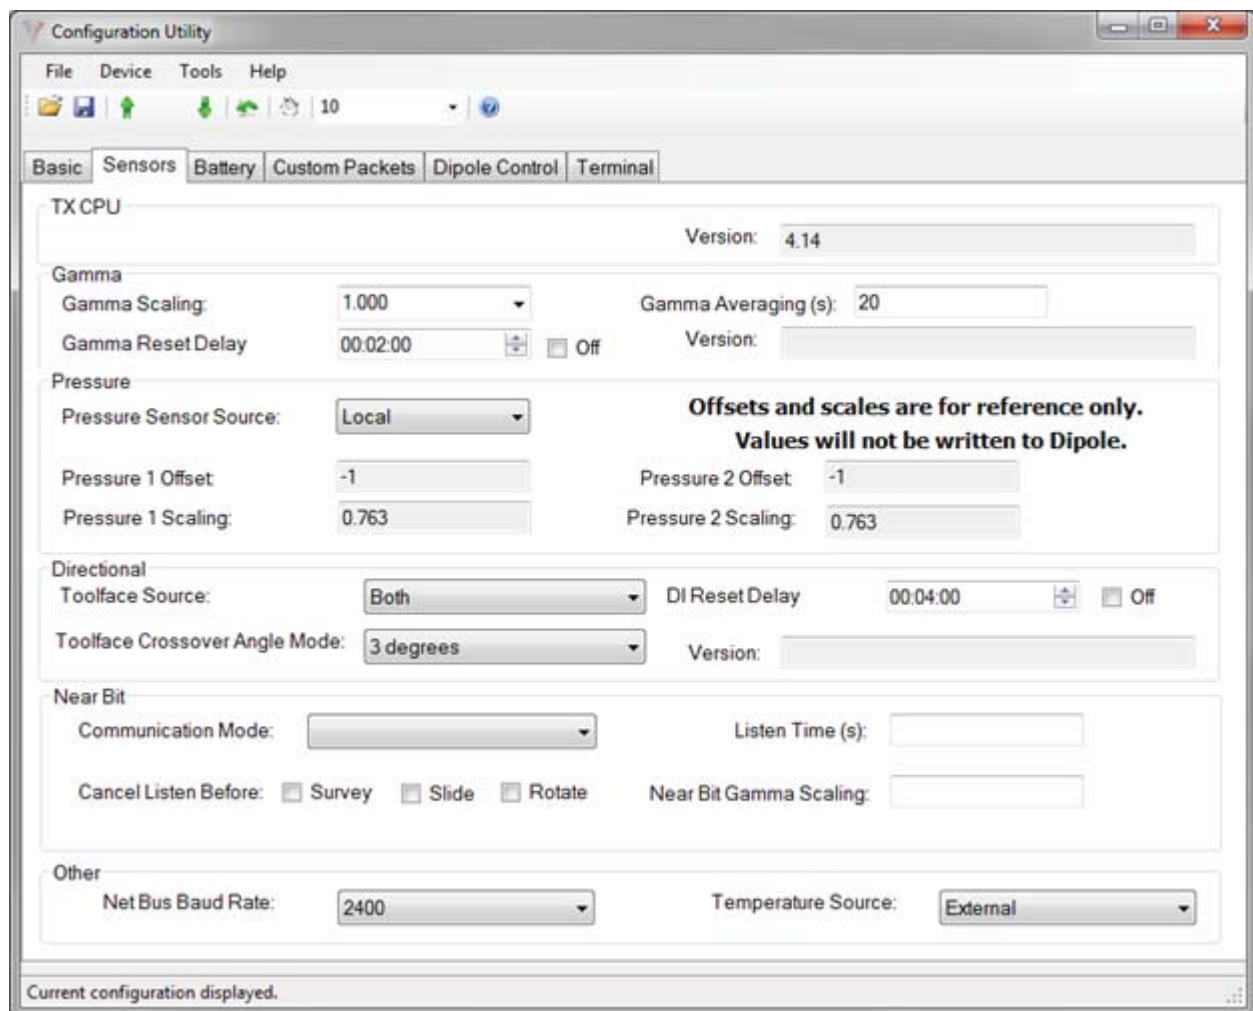 Configuration Utility
File Device Tools Help
10
Basic Sensors Battery Custom Packets Dipole Control Terminal
TX CPU
Version: 4.14
Gamma
Gamma Scaling: 1.000 Gamma Averaging (s): 20
Gamma Reset Delay 00:02:00 Off Version:
Pressure
Pressure Sensor Source: Local Offsets and scales are for reference only.
Values will not be written to Dipole.
Pressure 1 Offset -1 Pressure 2 Offset -1
Pressure 1 Scaling: 0.763 Pressure 2 Scaling: 0.763
Directional
Toolface Source: Both DI Reset Delay 00:04:00 Off
Toolface Crossover Angle Mode: 3 degrees Version:
Near Bit
Communication Mode: Listen Time (s):
Cancel Listen Before: Survey Slide Rotate Near Bit Gamma Scaling:
Other
Net Bus Baud Rate: 2400 Temperature Source: External
Current configuration displayed.